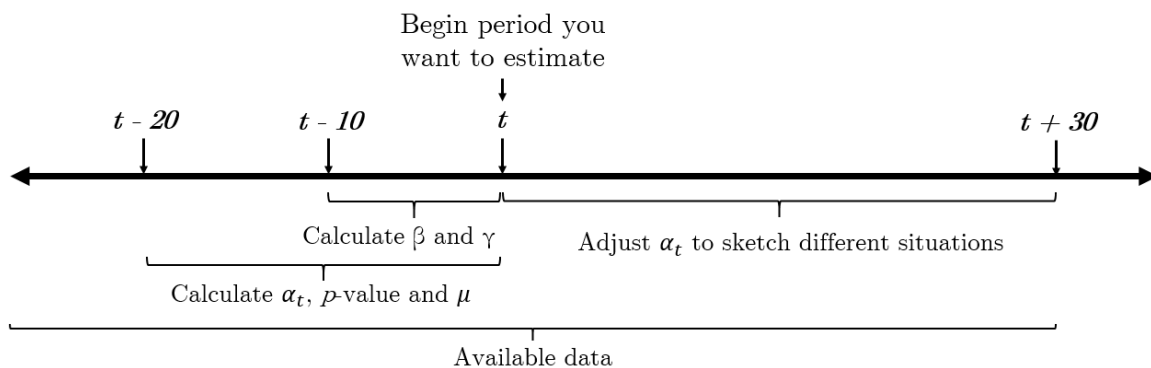 Begin period you
want to estimate
t - 20
t - 10
t
t + 30
Calculate β and γ
Adjust α_t to sketch different situations
Calculate α_t, p-value and μ
Available data